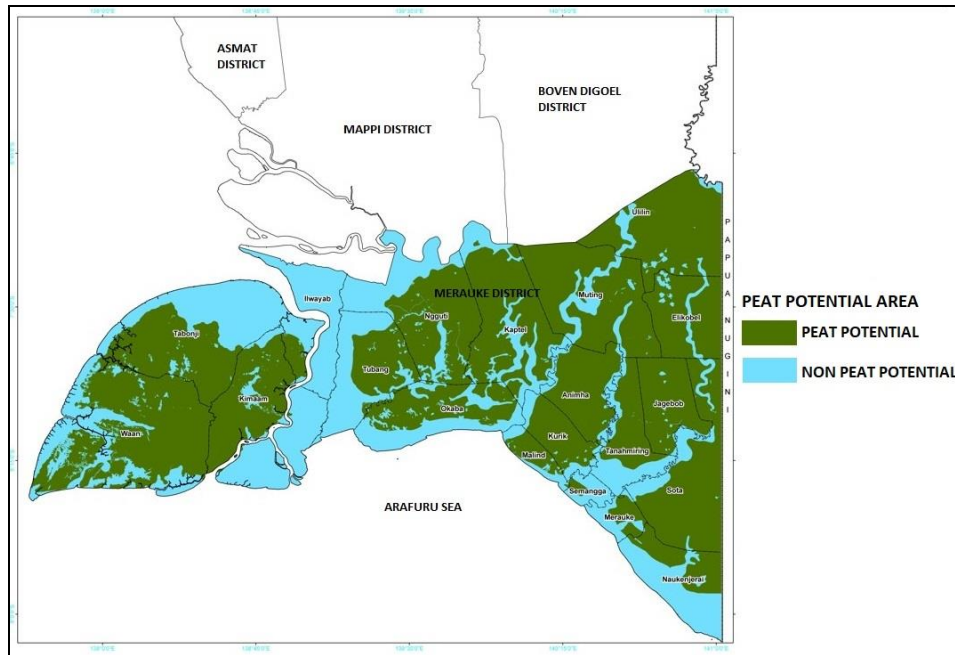 ASMAT
DISTRICT
BOVEN DIGOEL
DISTRICT
MAPPI DISTRICT
Ulilin
PAPUA NUGINI
Ilwayab
MERAUKE DISTRICT
Muting
Elikobel
PEAT POTENTIAL AREA
PEAT POTENTIAL
NON PEAT POTENTIAL
Ngguti
Kaptel
Tabonji
Tubang
Kimaam
Okaba
Animha
Jagebob
Waan
Kurik
Malind
Tanahmiring
Semangga
Sota
ARAFURU SEA
Merauke
Naukenjerai